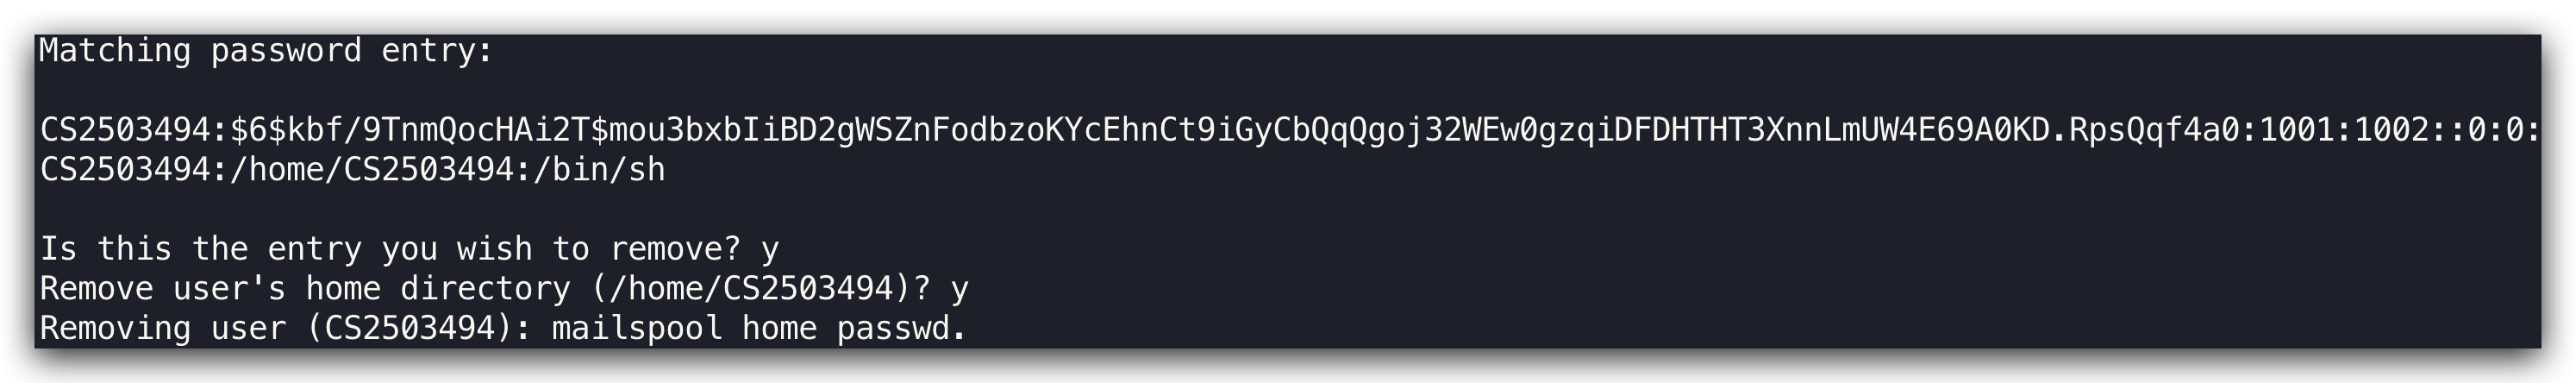 Matching password entry:
CS2503494:$6$kbf/9TnmQocHAi2T$mou3bxbIiBD2gWSZnFodbzoKYcEhnCt9iGyCbQqQgoj32WEw0gzqiDFDHTHT3XnnLmUW4E69A0KD.RpsQqf4a0:1001:1002::0:0:
CS2503494:/home/CS2503494:/bin/sh
Is this the entry you wish to remove? y
Remove user's home directory (/home/CS2503494)? y
Removing user (CS2503494): mailspool home passwd.